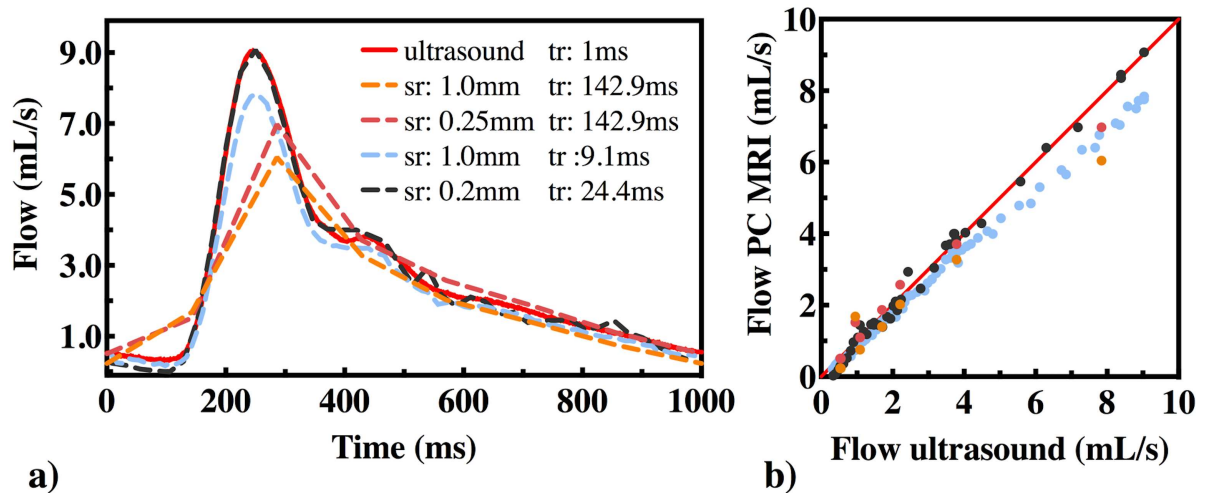 9.0
7.0
5.0
3.0
1.0
Flow (mL/s)
ultrasound tr: 1ms
sr: 1.0mm tr: 142.9ms
sr: 0.25mm tr: 142.9ms
sr: 1.0mm tr :9.1ms
sr: 0.2mm tr: 24.4ms
0 200 400 600 800 1000
Time (ms)
a)
10
8
6
4
2
0
Flow PC MRI (mL/s)
0 2 4 6 8 10
Flow ultrasound (mL/s)
b)